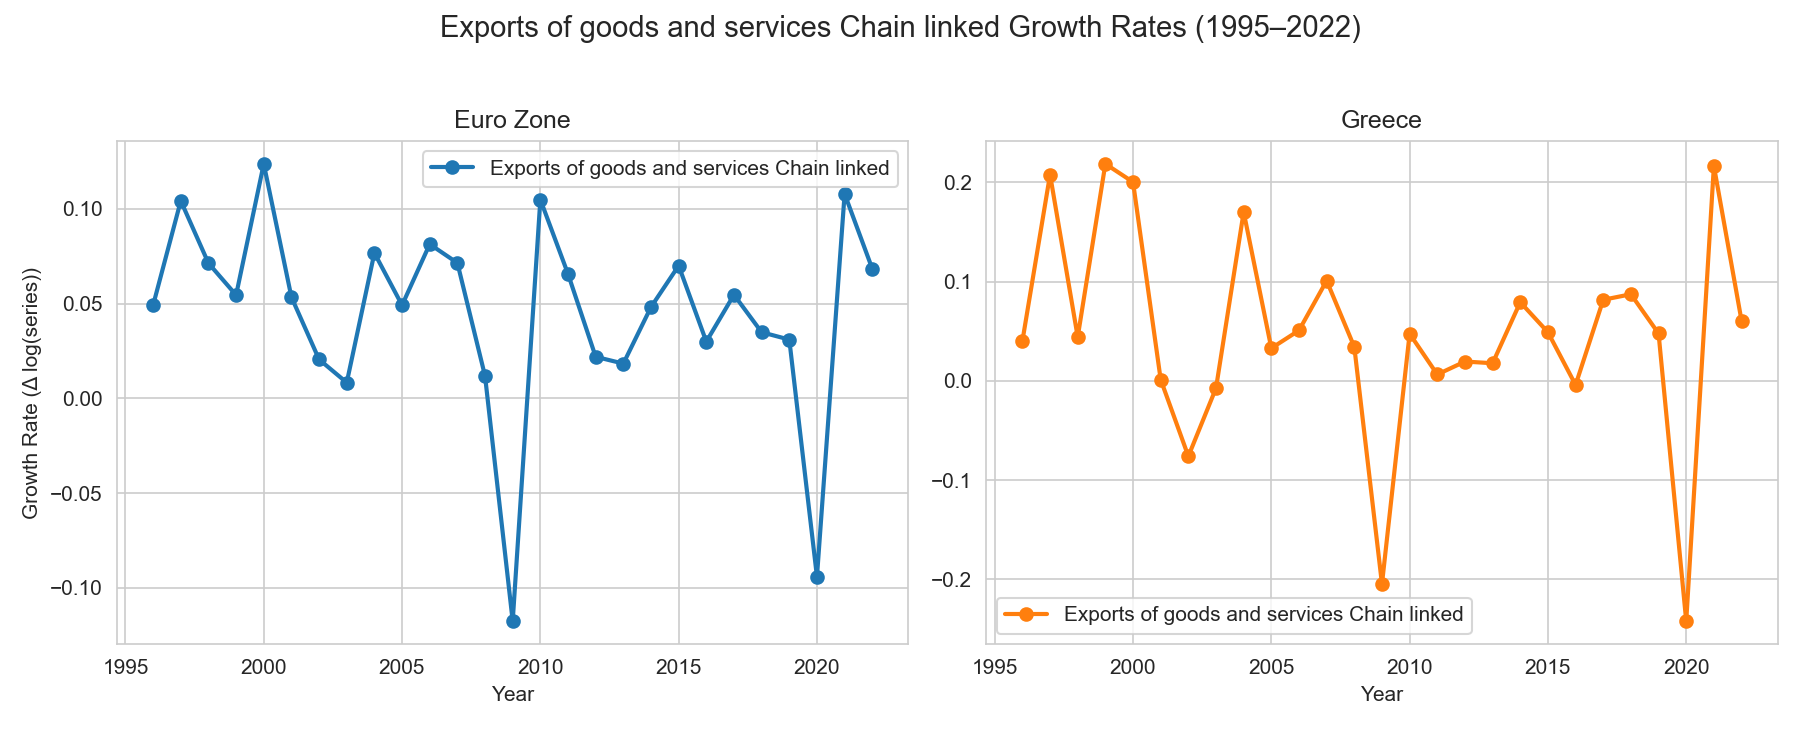 Exports of goods and services Chain linked Growth Rates (1995–2022)
Euro Zone
Exports of goods and services Chain linked
Growth Rate (Δ log(series))
0.10
0.05
0.00
−0.05
−0.10
1995 2000 2005 2010 2015 2020
Year
Greece
0.2
0.1
0.0
−0.1
−0.2
Exports of goods and services Chain linked
1995 2000 2005 2010 2015 2020
Year